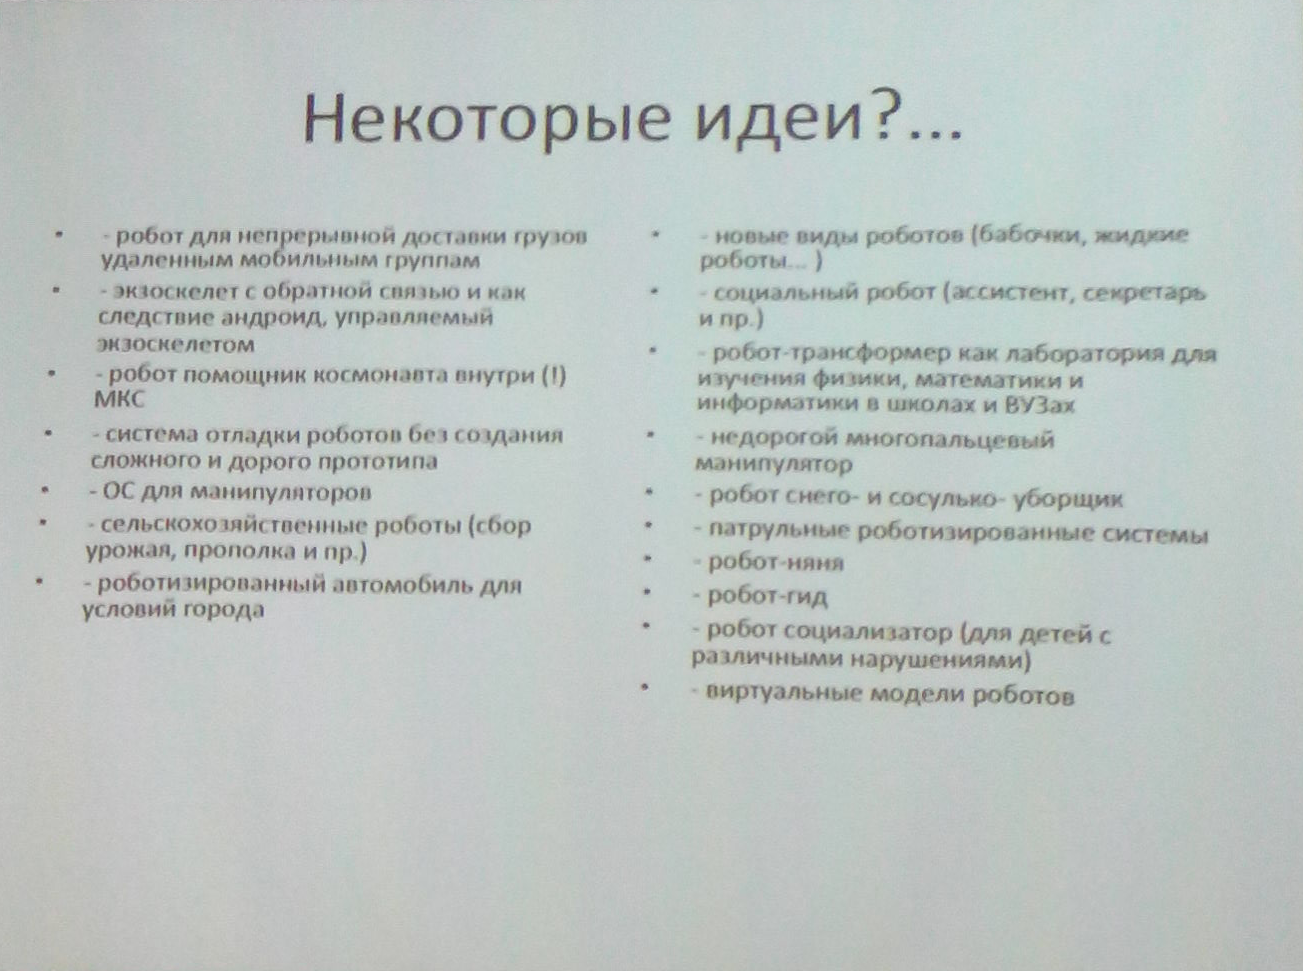 Некоторые идеи?...
• - робот для непрерывной доставки грузов
удаленным мобильным группам
• - экзоскелет с обратной связью и как
следствие андроид, управляемый
экзоскелетом
• - робот помощник космонавта внутри (!)
МКС
• - система отладки роботов без создания
сложного и дорого прототипа
• - ОС для манипуляторов
• - сельскохозяйственные роботы (сбор
урожая, прополка и пр.)
• - роботизированный автомобиль для
условий города
• - новые виды роботов (бабочки, жидкие
роботы... )
• - социальный робот (ассистент, секретарь
и пр.)
• - робот-трансформер как лаборатория для
изучения физики, математики и
информатики в школах и ВУЗах
• - недорогой многопальцевый
манипулятор
• - робот снего- и сосулько- уборщик
• - патрульные роботизированные системы
• - робот-няня
• - робот-гид
• - робот социализатор (для детей с
различными нарушениями)
• - виртуальные модели роботов